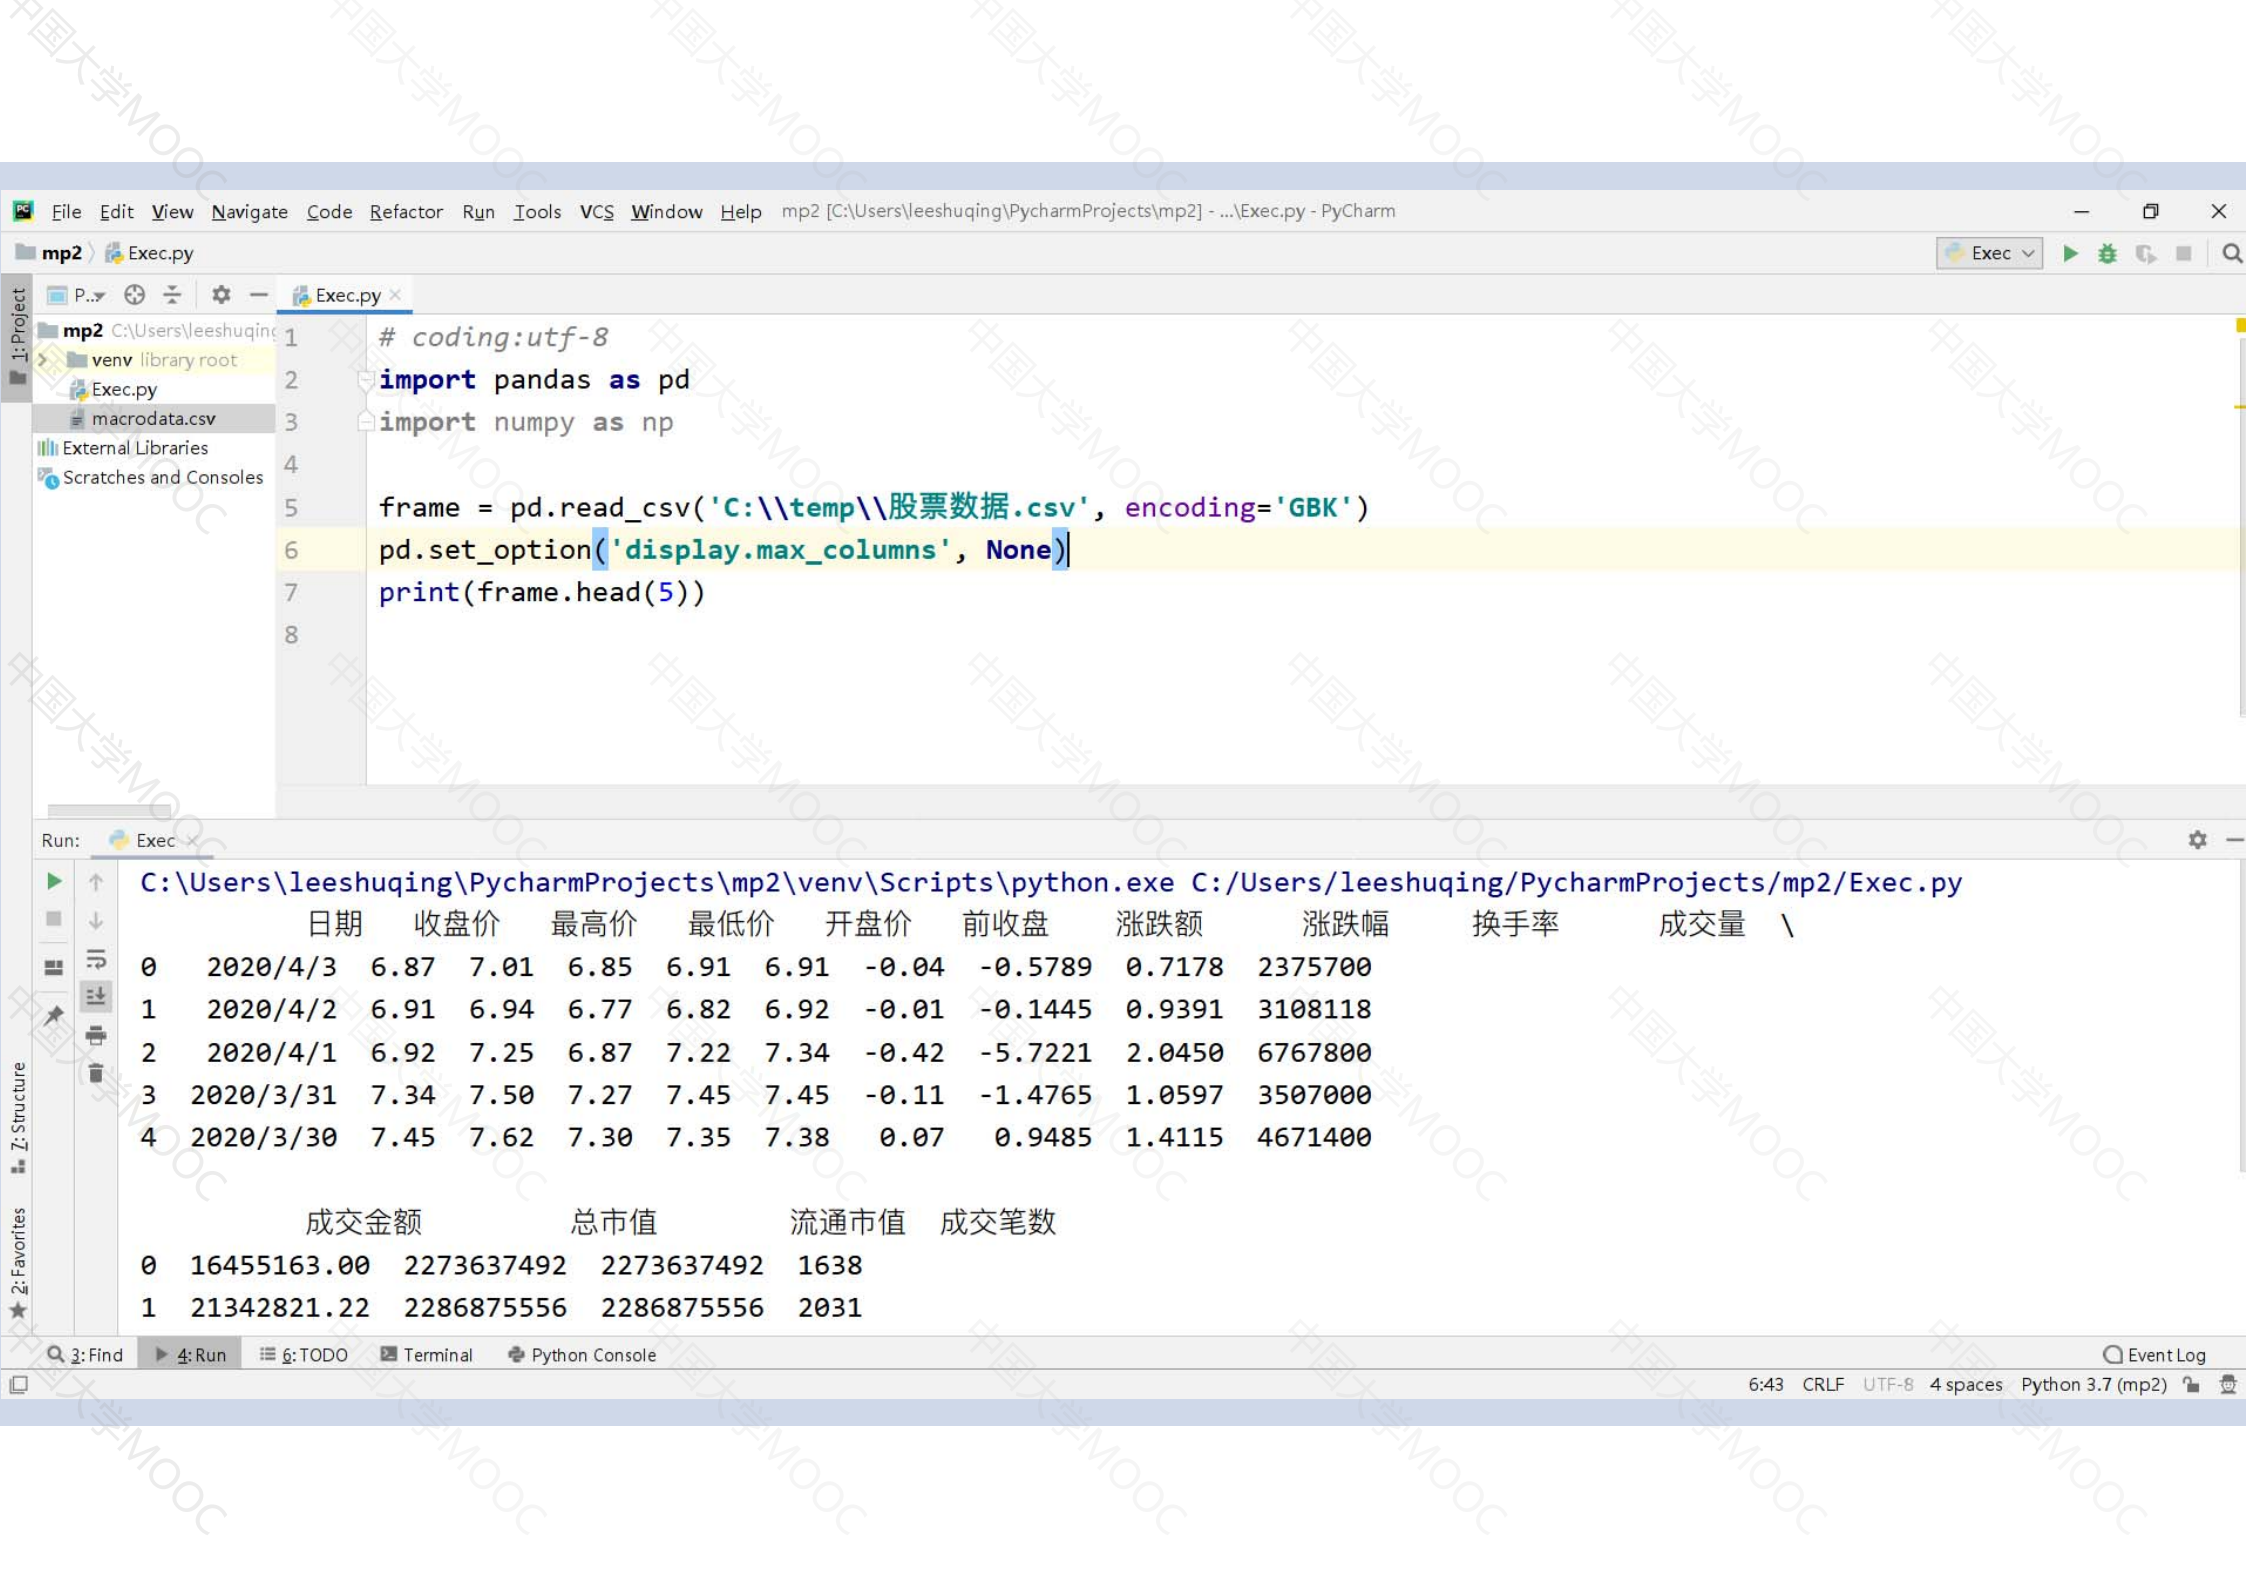 File Edit View Navigate Code Refactor Run Tools VCS Window Help mp2 [C:\Users\leeshuqing\PycharmProjects\mp2] - ...\Exec.py - PyCharm
mp2 Exec.py Exec
1: Project P.. Exec.py
mp2 C:\Users\leeshuqing
venv library root
Exec.py
macrodata.csv
External Libraries
Scratches and Consoles
1 # coding:utf-8
2 import pandas as pd
3 import numpy as np
4
5 frame = pd.read_csv('C:\\temp\\股票数据.csv', encoding='GBK')
6 pd.set_option('display.max_columns', None)
7 print(frame.head(5))
8
Run: Exec
C:\Users\leeshuqing\PycharmProjects\mp2\venv\Scripts\python.exe C:/Users/leeshuqing/PycharmProjects/mp2/Exec.py
日期 收盘价 最高价 最低价 开盘价 前收盘 涨跌额 涨跌幅 换手率 成交量 \
0 2020/4/3 6.87 7.01 6.85 6.91 6.91 -0.04 -0.5789 0.7178 2375700
1 2020/4/2 6.91 6.94 6.77 6.82 6.92 -0.01 -0.1445 0.9391 3108118
2 2020/4/1 6.92 7.25 6.87 7.22 7.34 -0.42 -5.7221 2.0450 6767800
3 2020/3/31 7.34 7.50 7.27 7.45 7.45 -0.11 -1.4765 1.0597 3507000
4 2020/3/30 7.45 7.62 7.30 7.35 7.38 0.07 0.9485 1.4115 4671400
成交金额 总市值 流通市值 成交笔数
0 16455163.00 2273637492 2273637492 1638
1 21342821.22 2286875556 2286875556 2031
Z: Structure
2: Favorites
3: Find 4: Run 6: TODO Terminal Python Console Event Log
6:43 CRLF UTF-8 4 spaces Python 3.7 (mp2)
中国大学MOOC